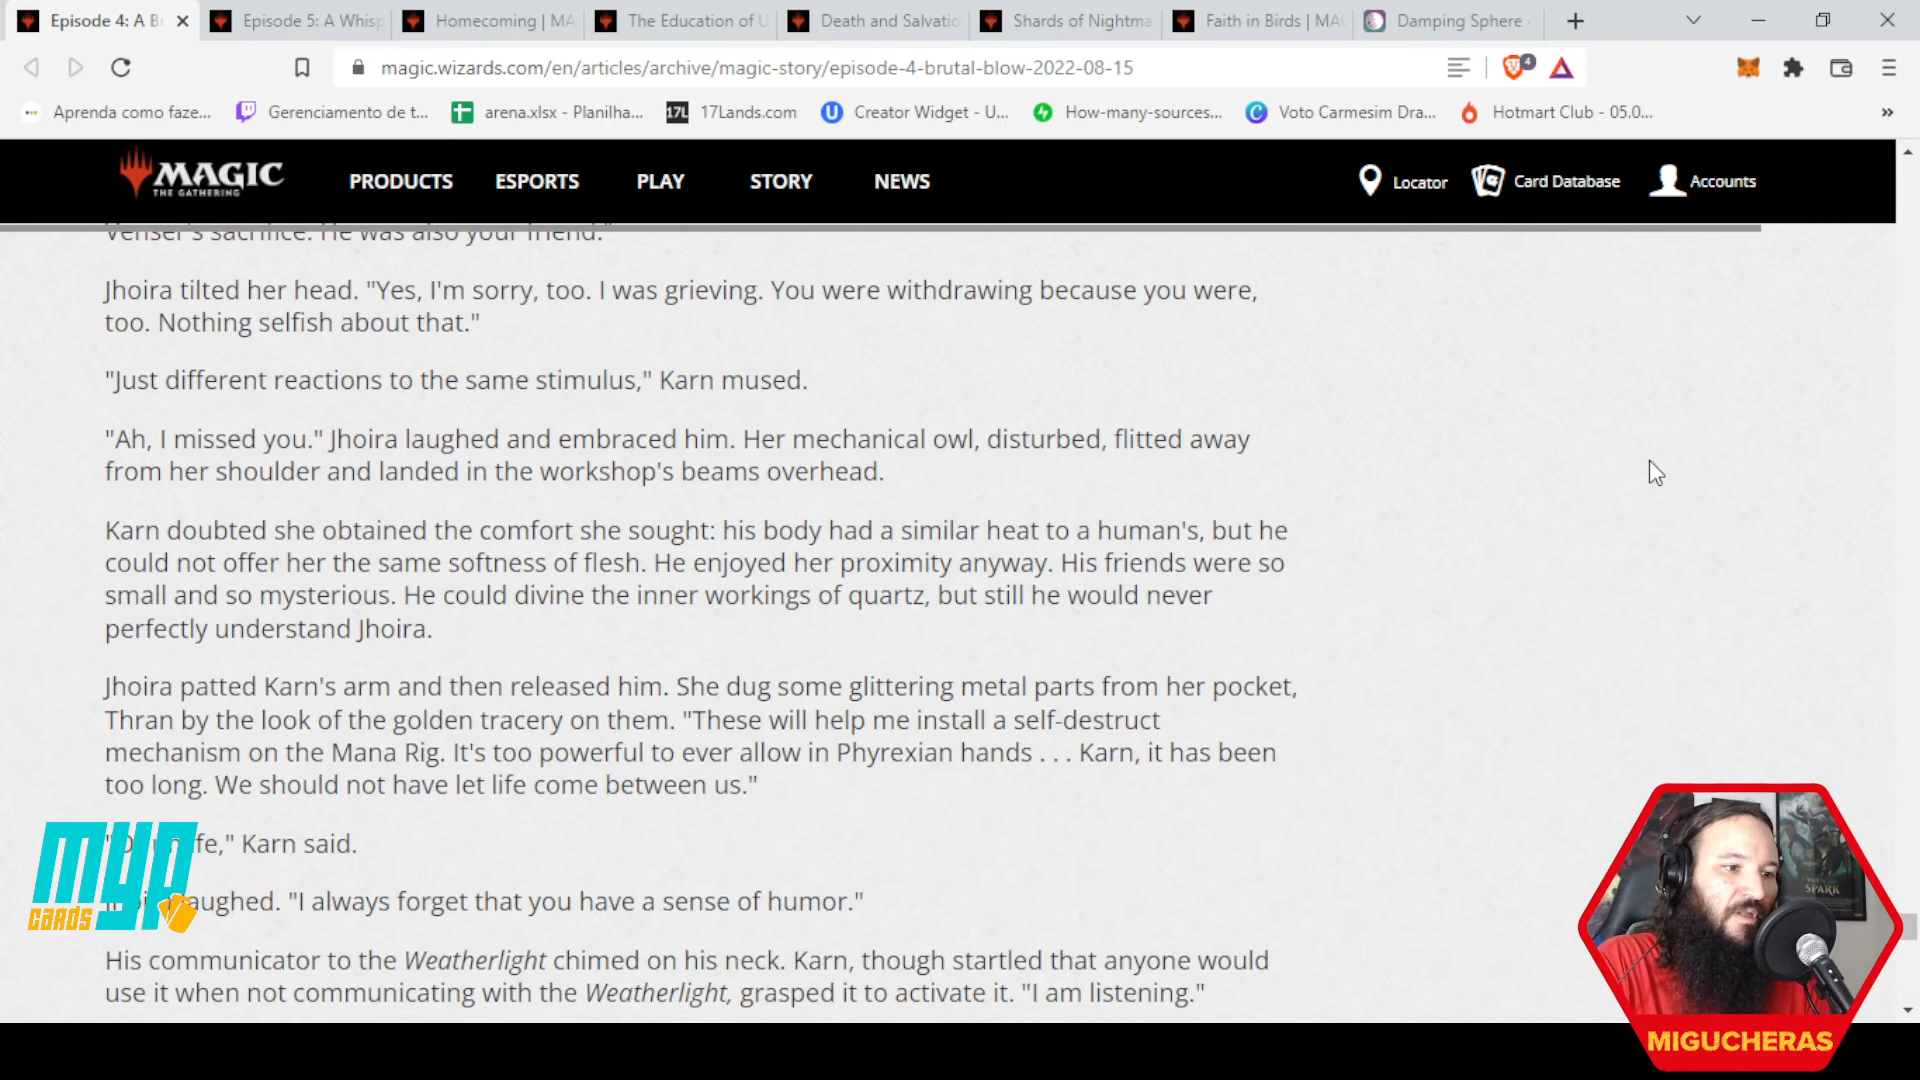 Episode 4: A Br
Episode 5: A Whisp
Homecoming | MA
The Education of U
Death and Salvatio
Shards of Nightma
Faith in Birds | MA
Damping Sphere ·
magic.wizards.com/en/articles/archive/magic-story/episode-4-brutal-blow-2022-08-15
4
Aprenda como faze...
Gerenciamento de t...
arena.xlsx - Planilha...
17L
17Lands.com
U
Creator Widget - U...
How-many-sources...
Voto Carmesim Dra...
Hotmart Club - 05.0...
»
MAGIC
THE GATHERING
PRODUCTS
ESPORTS
PLAY
STORY
NEWS
Locator
Card Database
Accounts
Venser's sacrifice. He was also your friend."
Jhoira tilted her head. "Yes, I'm sorry, too. I was grieving. You were withdrawing because you were,
too. Nothing selfish about that."
"Just different reactions to the same stimulus," Karn mused.
"Ah, I missed you." Jhoira laughed and embraced him. Her mechanical owl, disturbed, flitted away
from her shoulder and landed in the workshop's beams overhead.
Karn doubted she obtained the comfort she sought: his body had a similar heat to a human's, but he
could not offer her the same softness of flesh. He enjoyed her proximity anyway. His friends were so
small and so mysterious. He could divine the inner workings of quartz, but still he would never
perfectly understand Jhoira.
Jhoira patted Karn's arm and then released him. She dug some glittering metal parts from her pocket,
Thran by the look of the golden tracery on them. "These will help me install a self-destruct
mechanism on the Mana Rig. It's too powerful to ever allow in Phyrexian hands . . . Karn, it has been
too long. We should not have let life come between us."
fe," Karn said.
aughed. "I always forget that you have a sense of humor."
His communicator to the Weatherlight chimed on his neck. Karn, though startled that anyone would
use it when not communicating with the Weatherlight, grasped it to activate it. "I am listening."
MYP
CARDS
SPARK
MIGUCHERAS